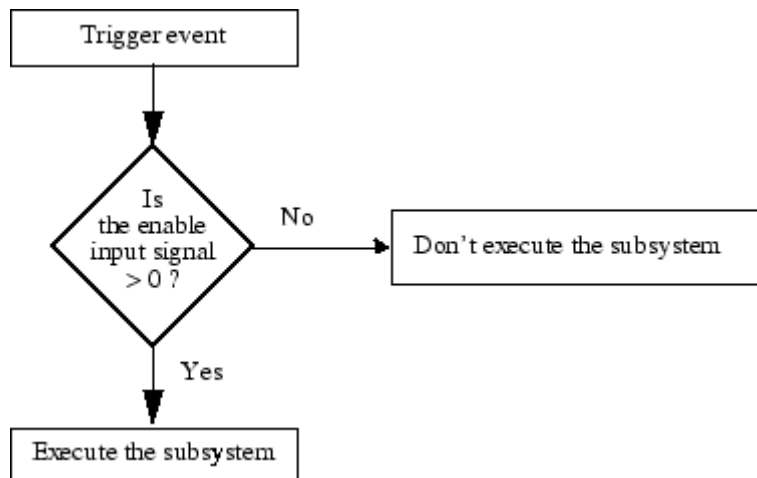 Trigger event
Is
the enable
input signal
> 0 ?
No
Don't execute the subsystem
Yes
Execute the subsystem